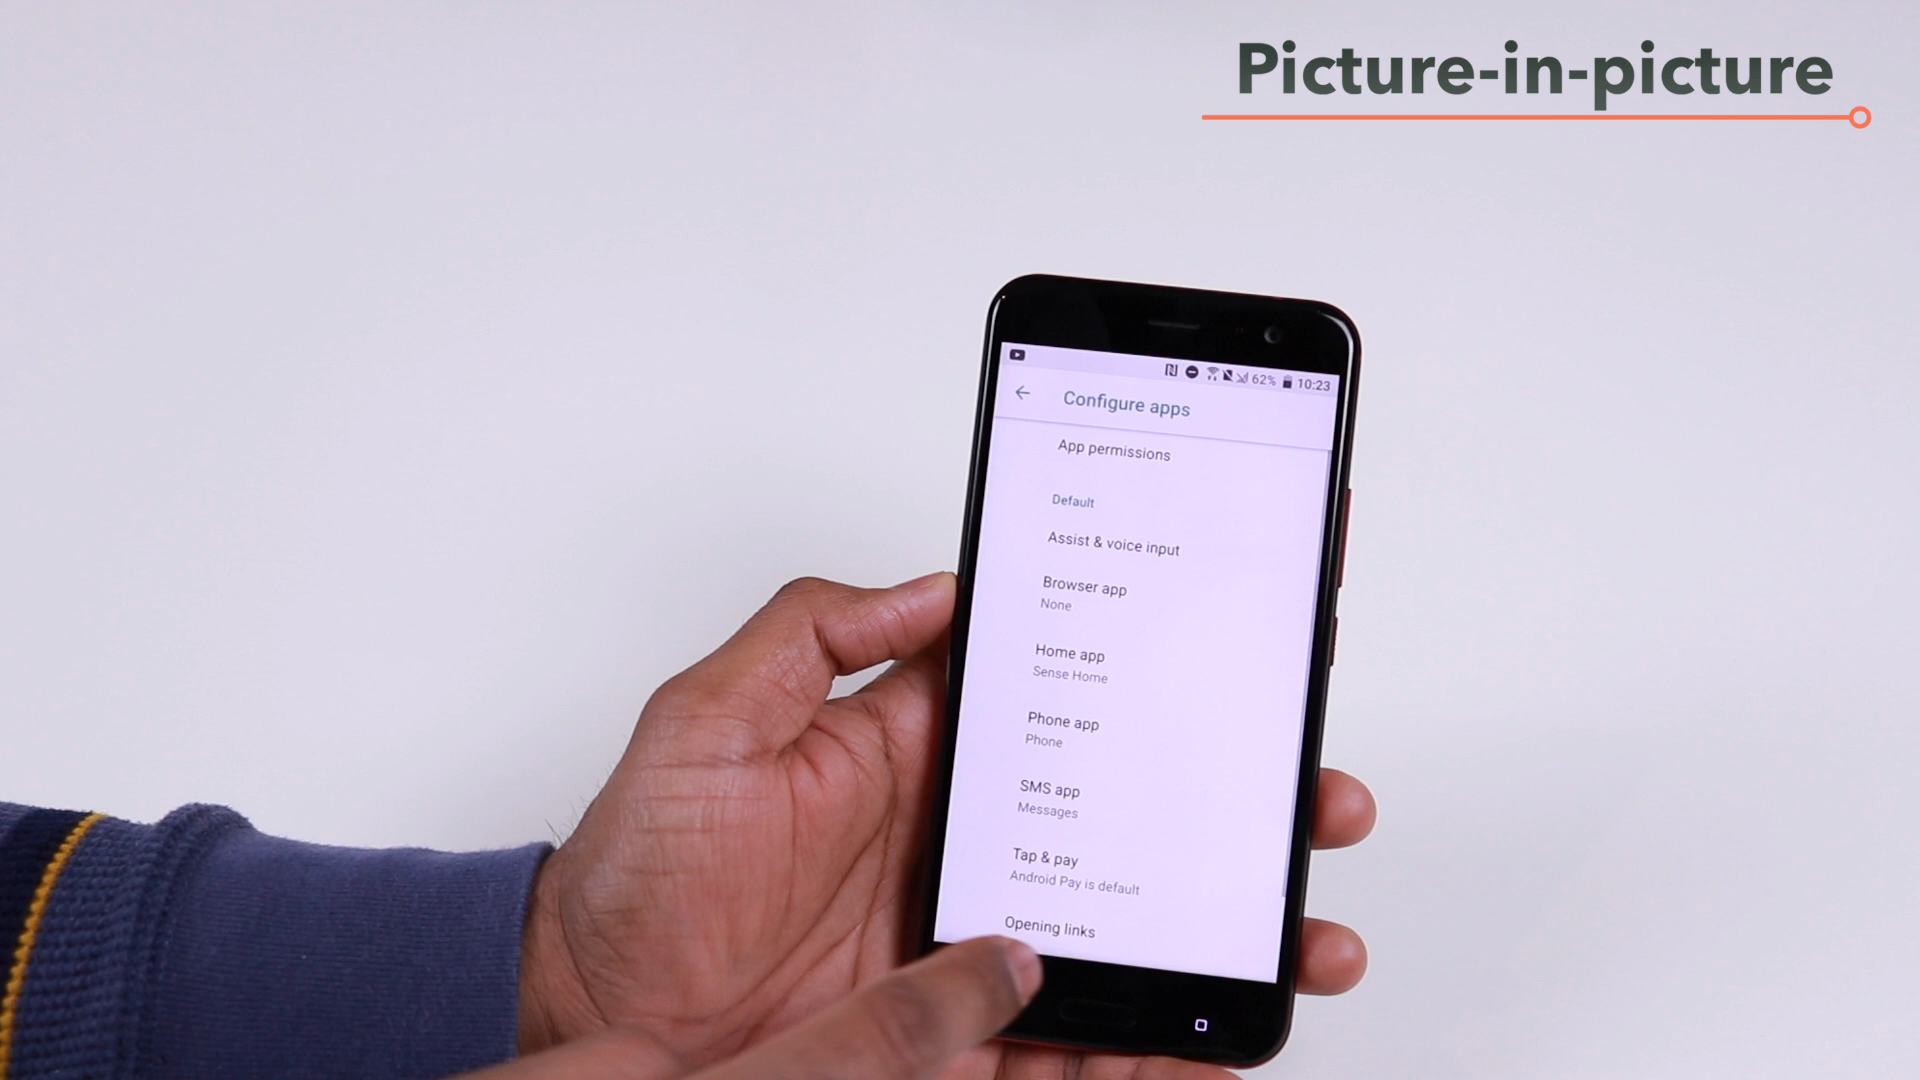 Picture-in-picture
62% 10:23
Configure apps
App permissions
Default
Assist & voice input
Browser app
None
Home app
Sense Home
Phone app
Phone
SMS app
Messages
Tap & pay
Android Pay is default
Opening links